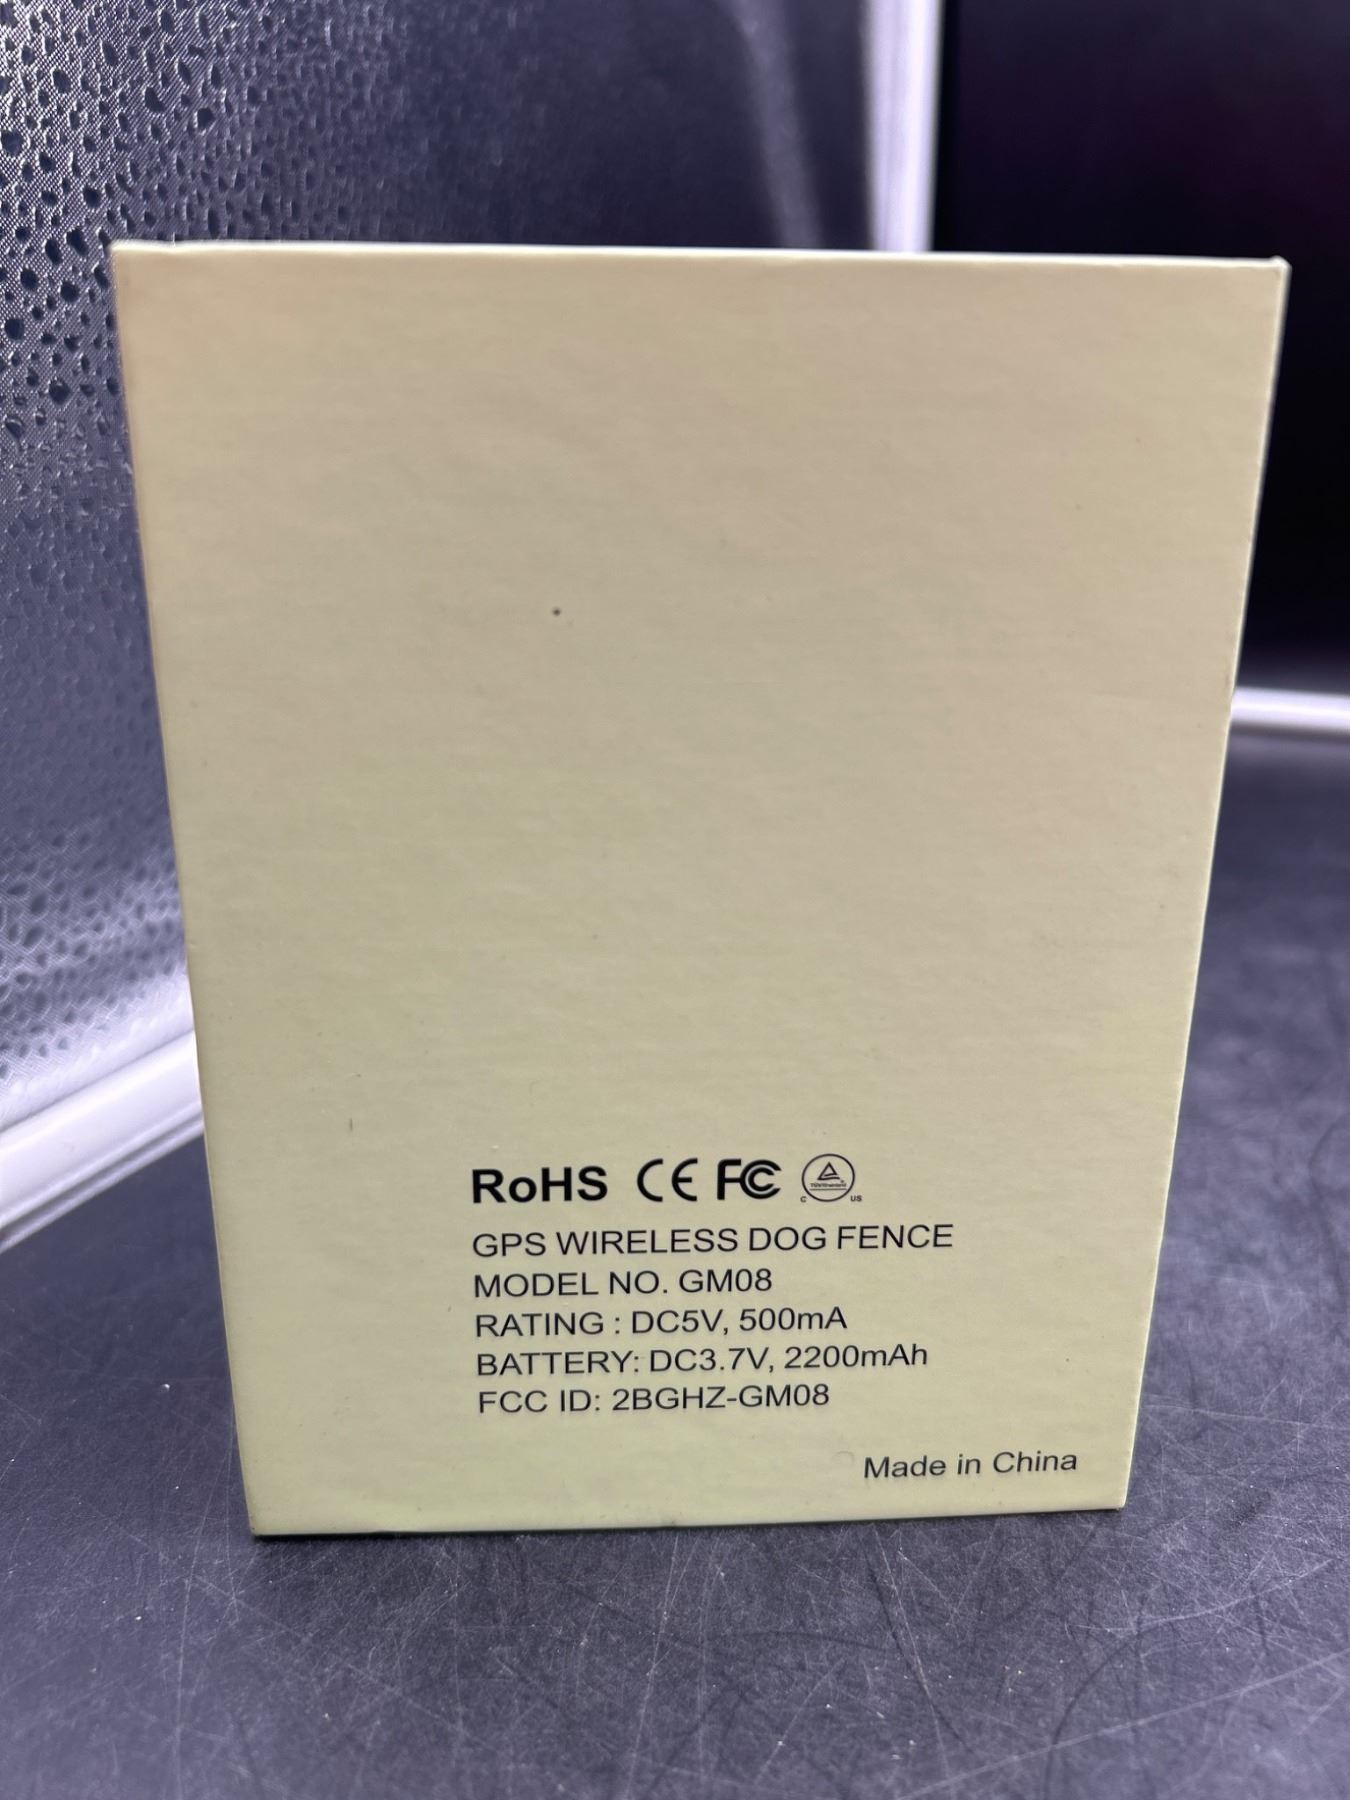 RoHS CE FC
C US
GPS WIRELESS DOG FENCE
MODEL NO. GM08
RATING : DC5V, 500mA
BATTERY: DC3.7V, 2200mAh
FCC ID: 2BGHZ-GM08
Made in China